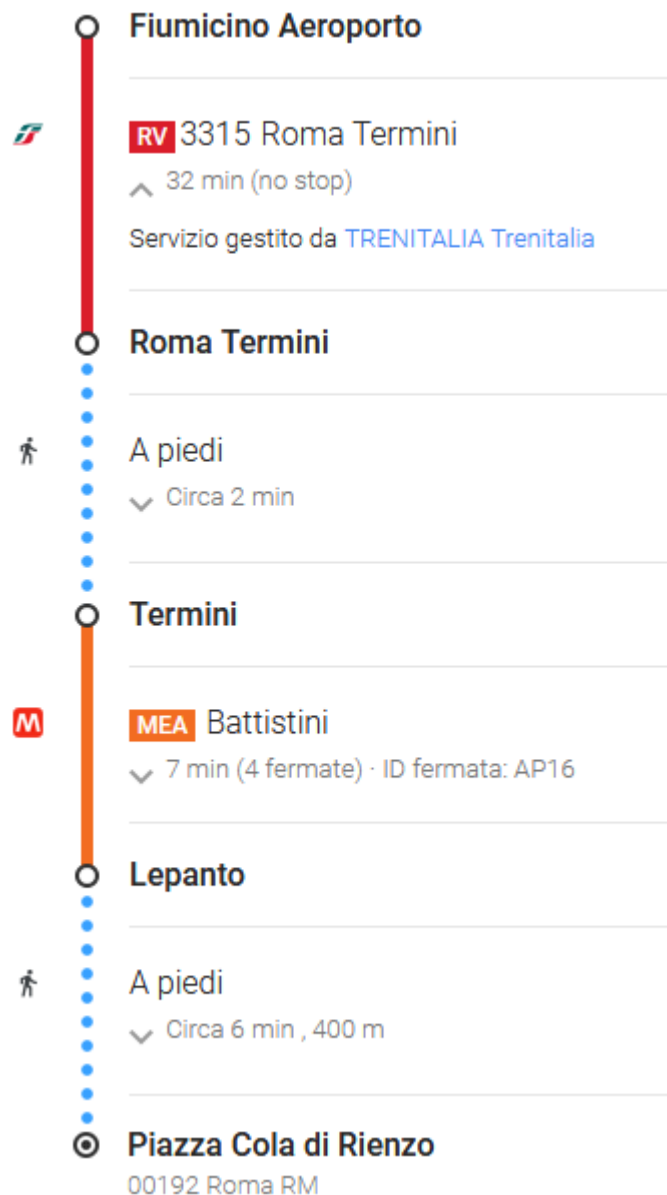 Fiumicino Aeroporto
RV 3315 Roma Termini
32 min (no stop)
Servizio gestito da TRENITALIA Trenitalia
Roma Termini
A piedi
Circa 2 min
Termini
M MEA Battistini
7 min (4 fermate) · ID fermata: AP16
Lepanto
A piedi
Circa 6 min , 400 m
Piazza Cola di Rienzo
00192 Roma RM